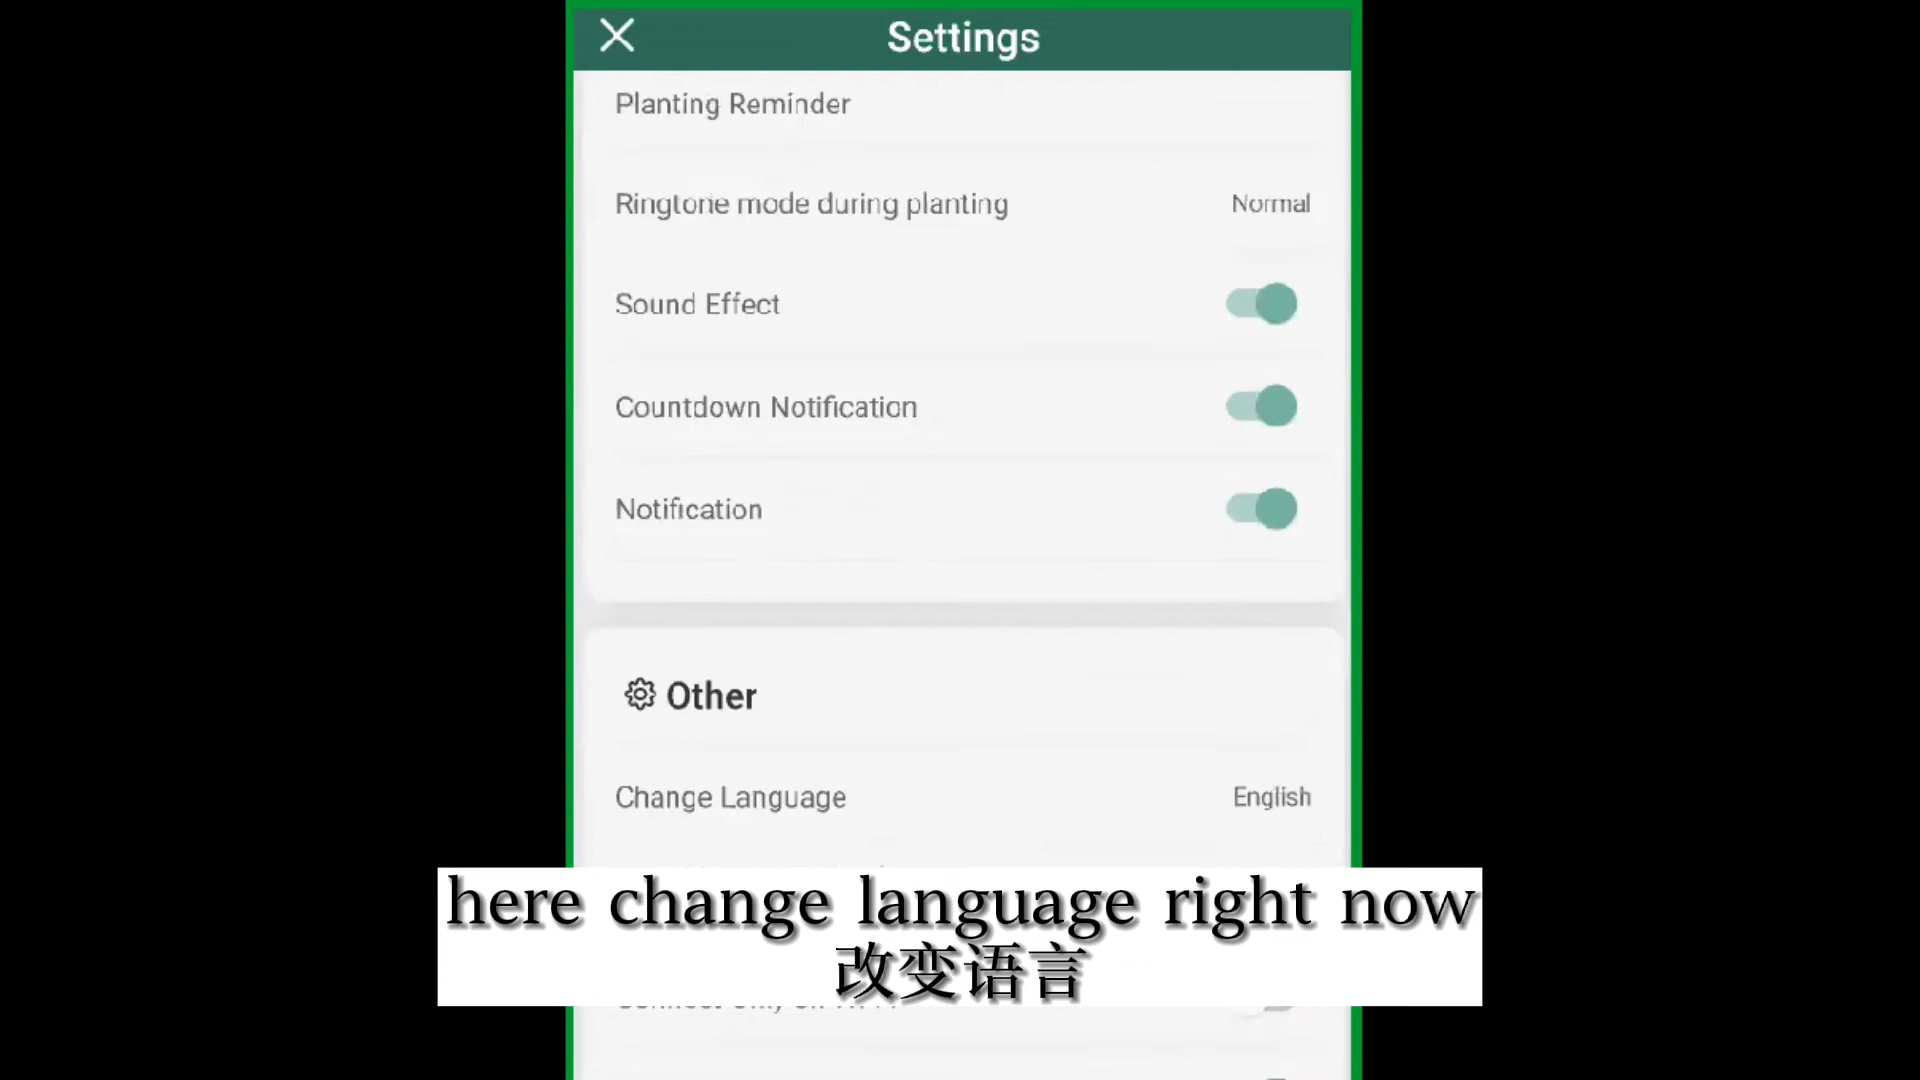 Settings
Planting Reminder
Ringtone mode during planting
Normal
Sound Effect
Countdown Notification
Notification
Other
Change Language
English
here change language right now
改变语言